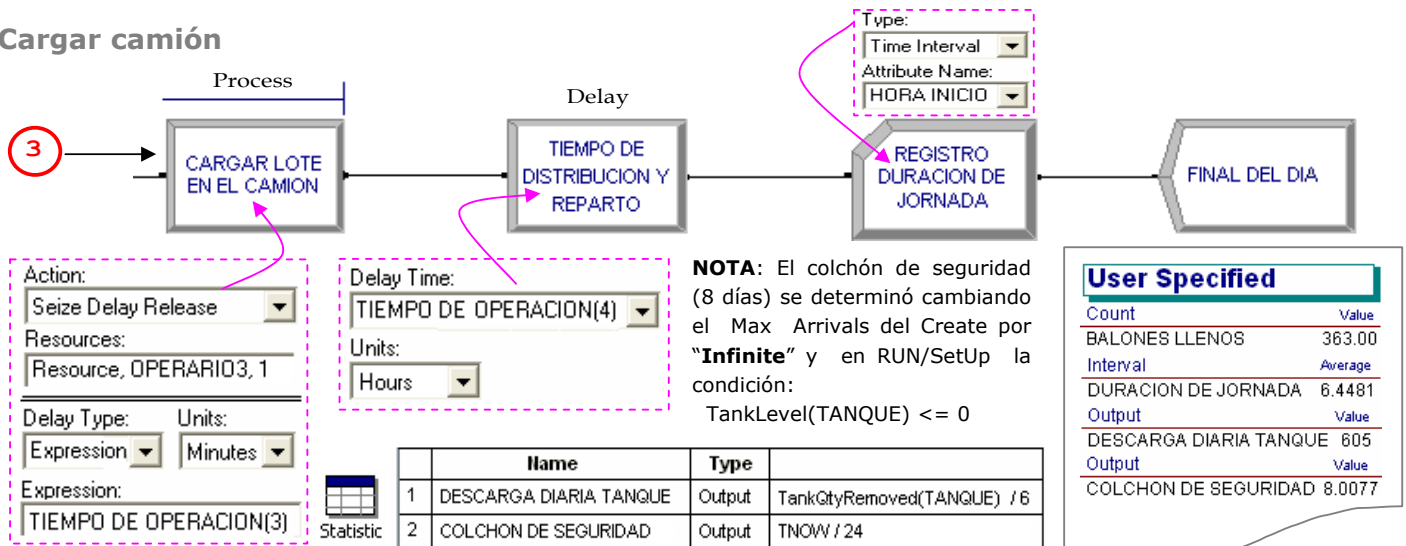 Cargar camión
Process
3
CARGAR LOTE
EN EL CAMION
Delay
TIEMPO DE
DISTRIBUCION Y
REPARTO
Type:
Time Interval
Attribute Name:
HORA INICIO
REGISTRO
DURACION DE
JORNADA
FINAL DEL DIA
Action:
Seize Delay Release
Resources:
Resource, OPERARIO3, 1
Delay Type: Units:
Expression Minutes
Expression:
TIEMPO DE OPERACION(3)
Delay Time:
TIEMPO DE OPERACION(4)
Units:
Hours
NOTA: El colchón de seguridad
(8 días) se determinó cambiando
el Max Arrivals del Create por
“Infinite” y en RUN/SetUp la
condición:
TankLevel(TANQUE) <= 0
Statistic
Name Type
1 DESCARGA DIARIA TANQUE Output TankQtyRemoved(TANQUE) / 6
2 COLCHON DE SEGURIDAD Output TNOW / 24
User Specified
Count Value
BALONES LLENOS 363.00
Interval Average
DURACION DE JORNADA 6.4481
Output Value
DESCARGA DIARIA TANQUE 605
Output Value
COLCHON DE SEGURIDAD 8.0077